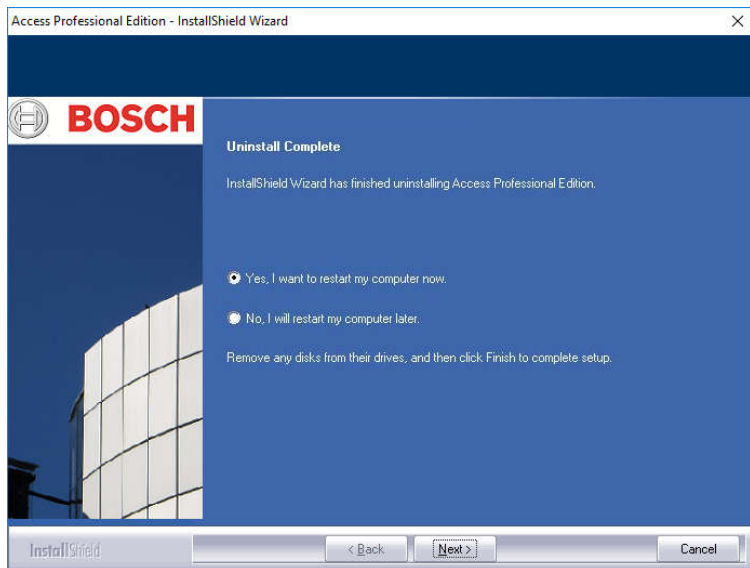 Access Professional Edition - InstallShield Wizard
BOSCH
Uninstall Complete
InstallShield Wizard has finished uninstalling Access Professional Edition.
Yes, I want to restart my computer now.
No, I will restart my computer later.
Remove any disks from their drives, and then click Finish to complete setup.
InstallShield
< Back
Next >
Cancel